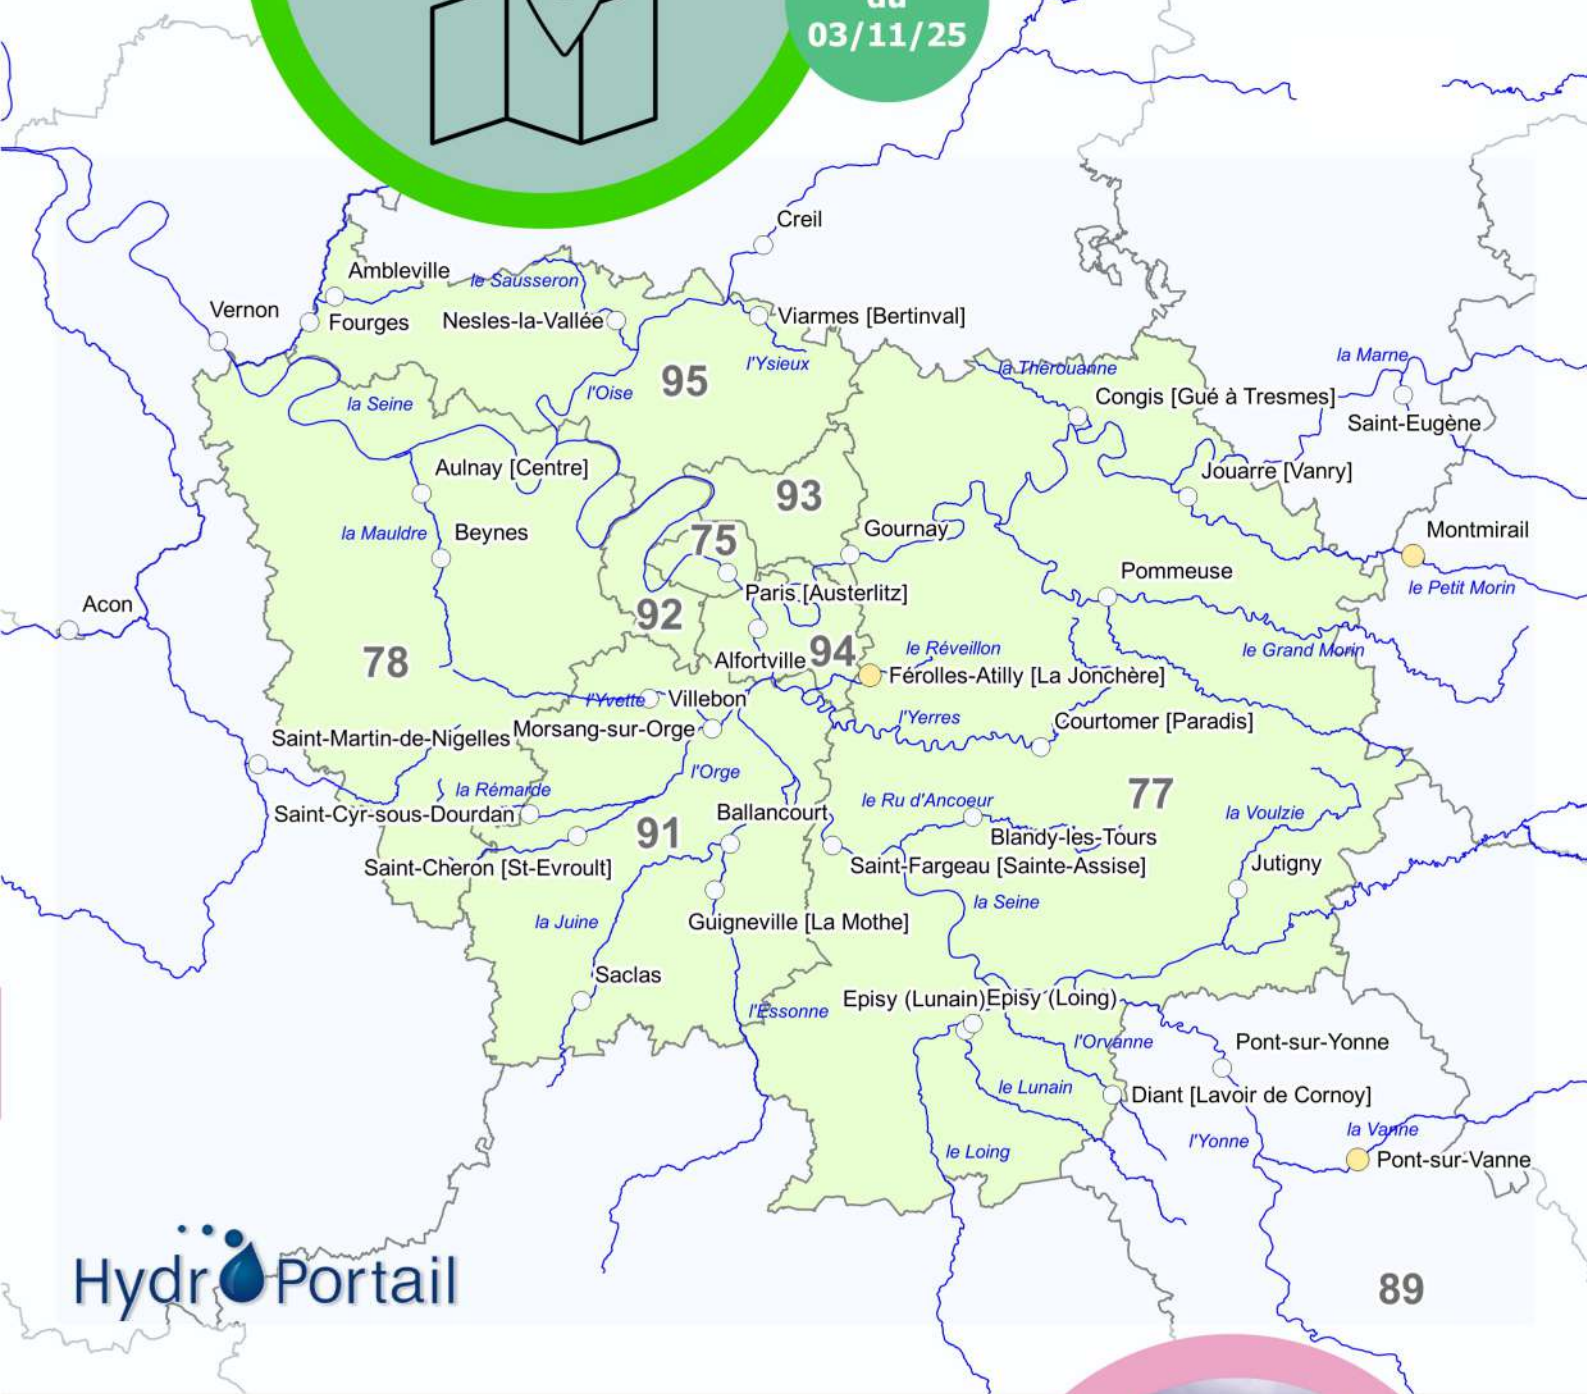 du
03/11/25
Creil
Ambleville
le Sausseron
Vernon
Fourges
Nesles-la-Vallée
Viarmes [Bertinval]
la Marne
l'Ysieux
la Thérouanne
95
l'Oise
Congis [Gué à Tresmes]
la Seine
Saint-Eugène
Aulnay [Centre]
Jouarre [Vanry]
93
Gournay
Montmirail
la Mauldre
Beynes
75
Pommeuse
le Petit Morin
Paris [Austerlitz]
Acon
92
le Réveillon
le Grand Morin
78
Alfortville
94
Férolles-Atilly [La Jonchère]
l'Yvette
Villebon
l'Yerres
Courtomer [Paradis]
Saint-Martin-de-Nigelles
Morsang-sur-Orge
l'Orge
la Rémarde
77
le Ru d'Ancoeur
la Voulzie
Saint-Cyr-sous-Dourdan
Ballancourt
91
Blandy-les-Tours
Saint-Cheron [St-Evroult]
Saint-Fargeau [Sainte-Assise]
Jutigny
la Seine
la Juine
Guigneville [La Mothe]
Saclas
Episy (Lunain)
Episy (Loing)
l'Essonne
l'Orvanne
Pont-sur-Yonne
le Lunain
Diant [Lavoir de Cornoy]
la Vanne
l'Yonne
le Loing
Pont-sur-Vanne
HydroPortail
89